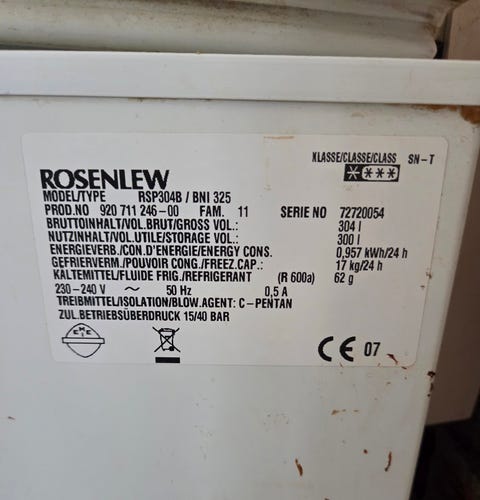 KLASSE/CLASSE/CLASS SN-T
ROSENLEW
MODEL/TYPE RSP304B / BNI 325
PROD.NO 920 711 246-00 FAM. 11 SERIE NO 72720054
BRUTTOINHALT/VOL.BRUT/GROSS VOL.: 304 l
NUTZINHALT/VOL.UTILE/STORAGE VOL.: 300 l
ENERGIEVERB./CON.D'ENERGIE/ENERGY CONS. 0,957 kWh/24 h
GEFRIERVERM./POUVOIR CONG./FREEZ.CAP.: 17 kg/24 h
KALTEMITTEL/FLUIDE FRIG./REFRIGERANT (R 600a) 62 g
230-240 V ~ 50 Hz 0,5 A
TREIBMITTEL/ISOLATION/BLOW.AGENT: C-PENTAN
ZUL.BETRIEBSÜBERDRUCK 15/40 BAR
CE 07